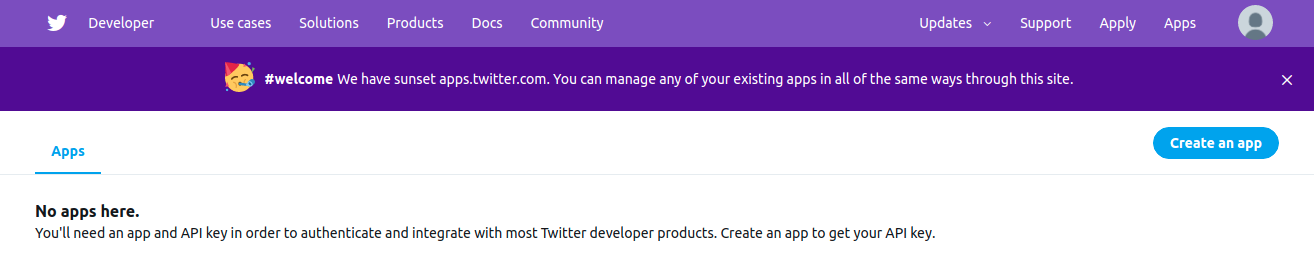 Developer Use cases Solutions Products Docs Community Updates Support Apply Apps
#welcome We have sunset apps.twitter.com. You can manage any of your existing apps in all of the same ways through this site.
Apps Create an app
No apps here.
You'll need an app and API key in order to authenticate and integrate with most Twitter developer products. Create an app to get your API key.